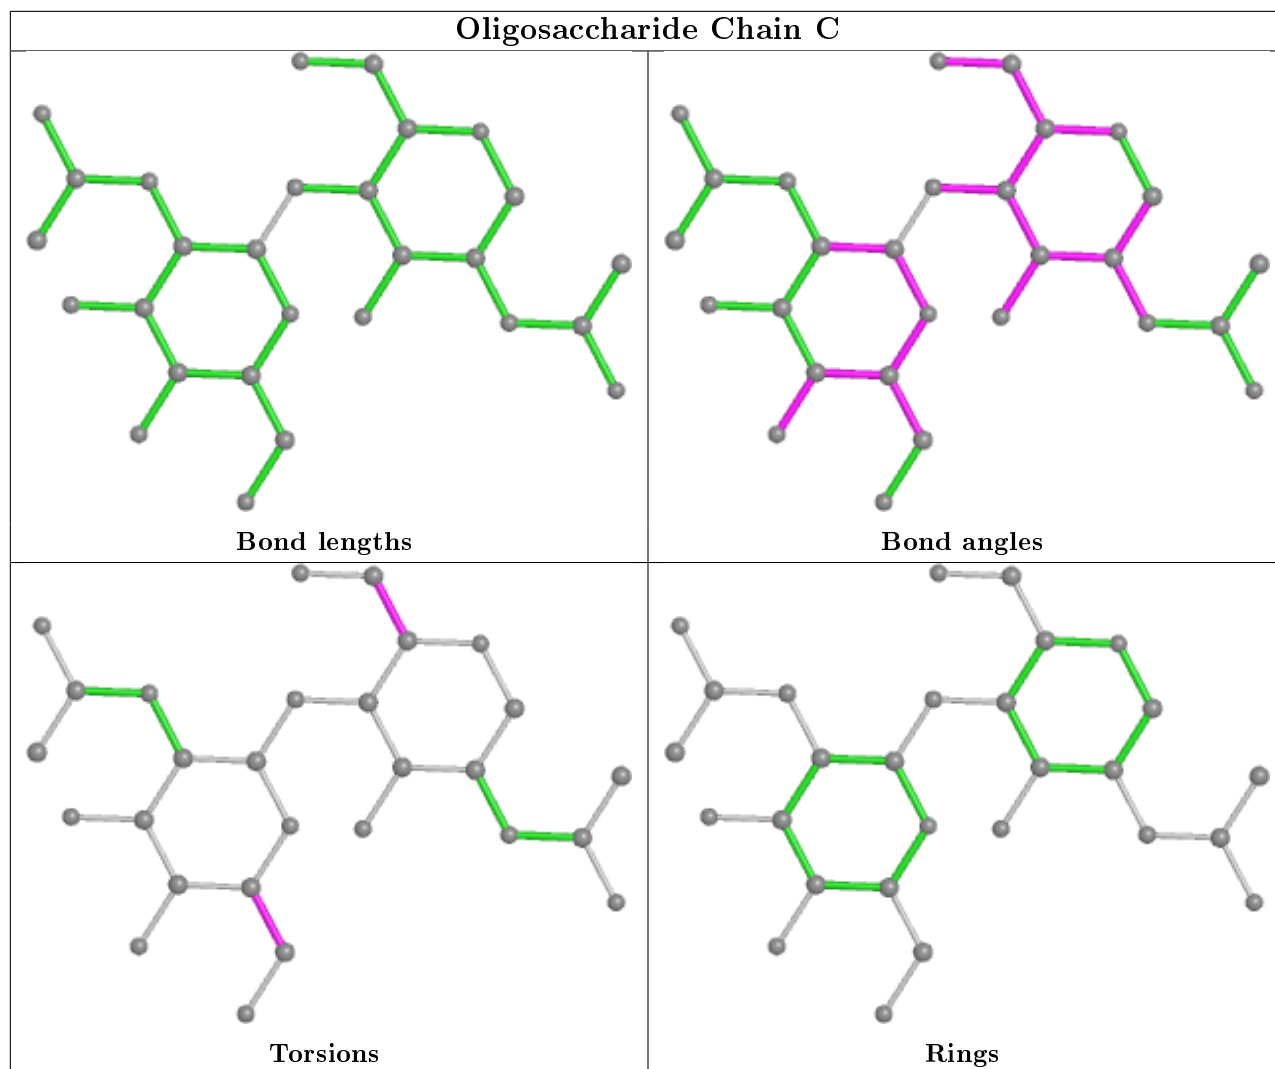 Oligosaccharide Chain C
Bond lengths
Bond angles
Torsions
Rings